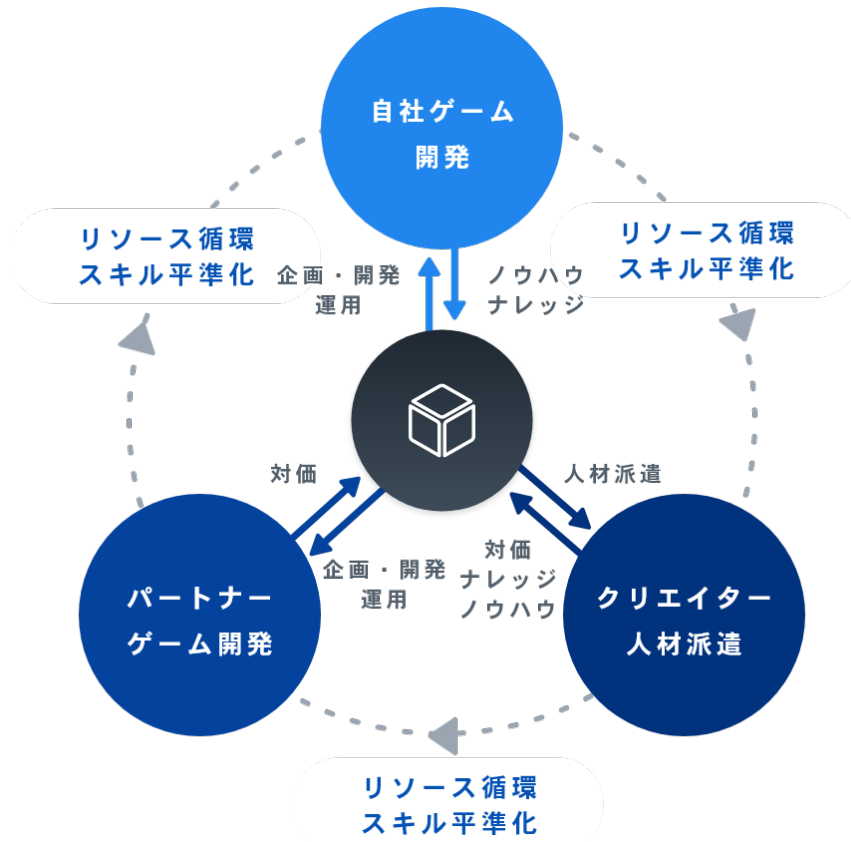 自社ゲーム
開発
リソース循環
スキル平準化
リソース循環
スキル平準化
企画・開発
運用
ノウハウ
ナレッジ
対価
人材派遣
企画・開発
運用
対価
ナレッジ
ノウハウ
パートナー
ゲーム開発
クリエイター
人材派遣
リソース循環
スキル平準化